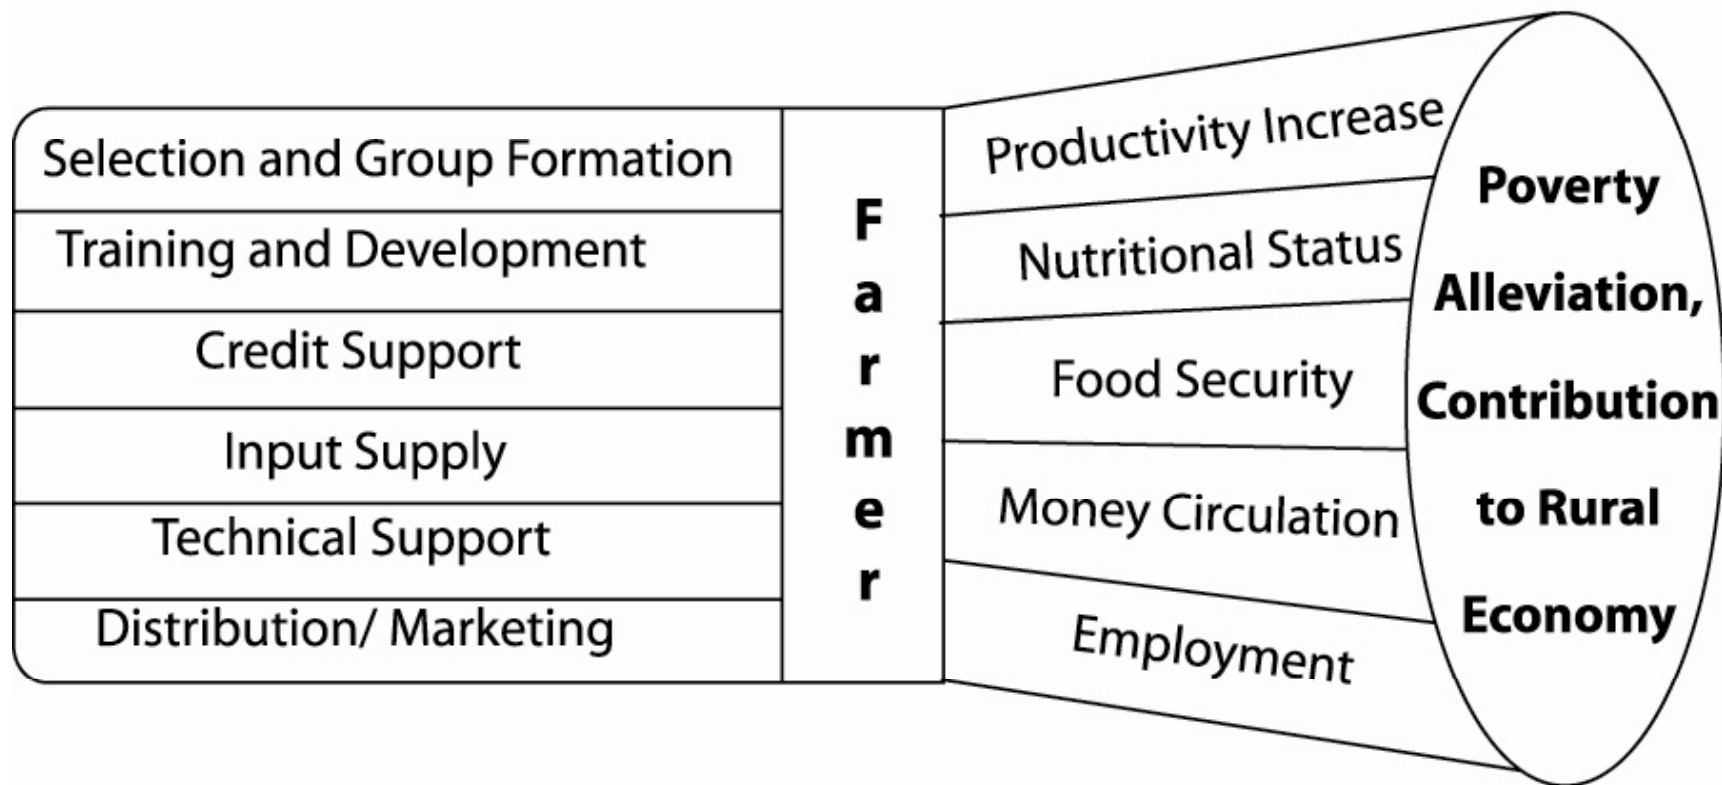 Selection and Group Formation
Training and Development
Credit Support
Input Supply
Technical Support
Distribution/ Marketing
Farmer
Productivity Increase
Nutritional Status
Food Security
Money Circulation
Employment
Poverty
Alleviation,
Contribution
to Rural
Economy